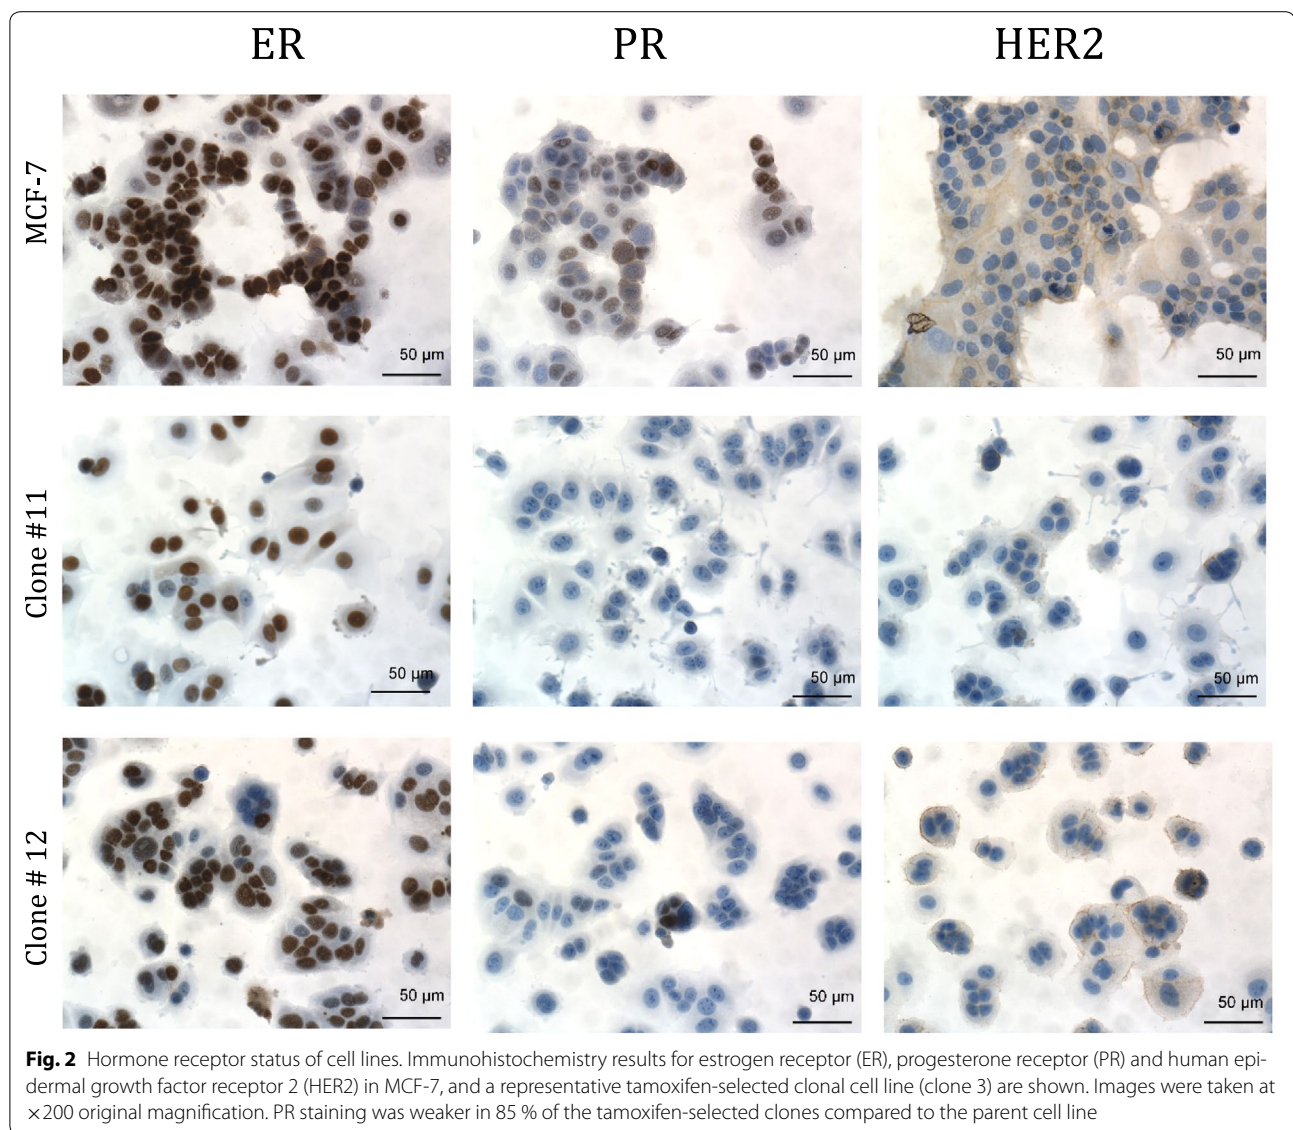 ER PR HER2
MCF-7
50 µm 50 µm 50 µm
Clone #11
50 µm 50 µm 50 µm
Clone # 12
50 µm 50 µm 50 µm
Fig. 2 Hormone receptor status of cell lines. Immunohistochemistry results for estrogen receptor (ER), progesterone receptor (PR) and human epi-
dermal growth factor receptor 2 (HER2) in MCF-7, and a representative tamoxifen-selected clonal cell line (clone 3) are shown. Images were taken at
×200 original magnification. PR staining was weaker in 85 % of the tamoxifen-selected clones compared to the parent cell line